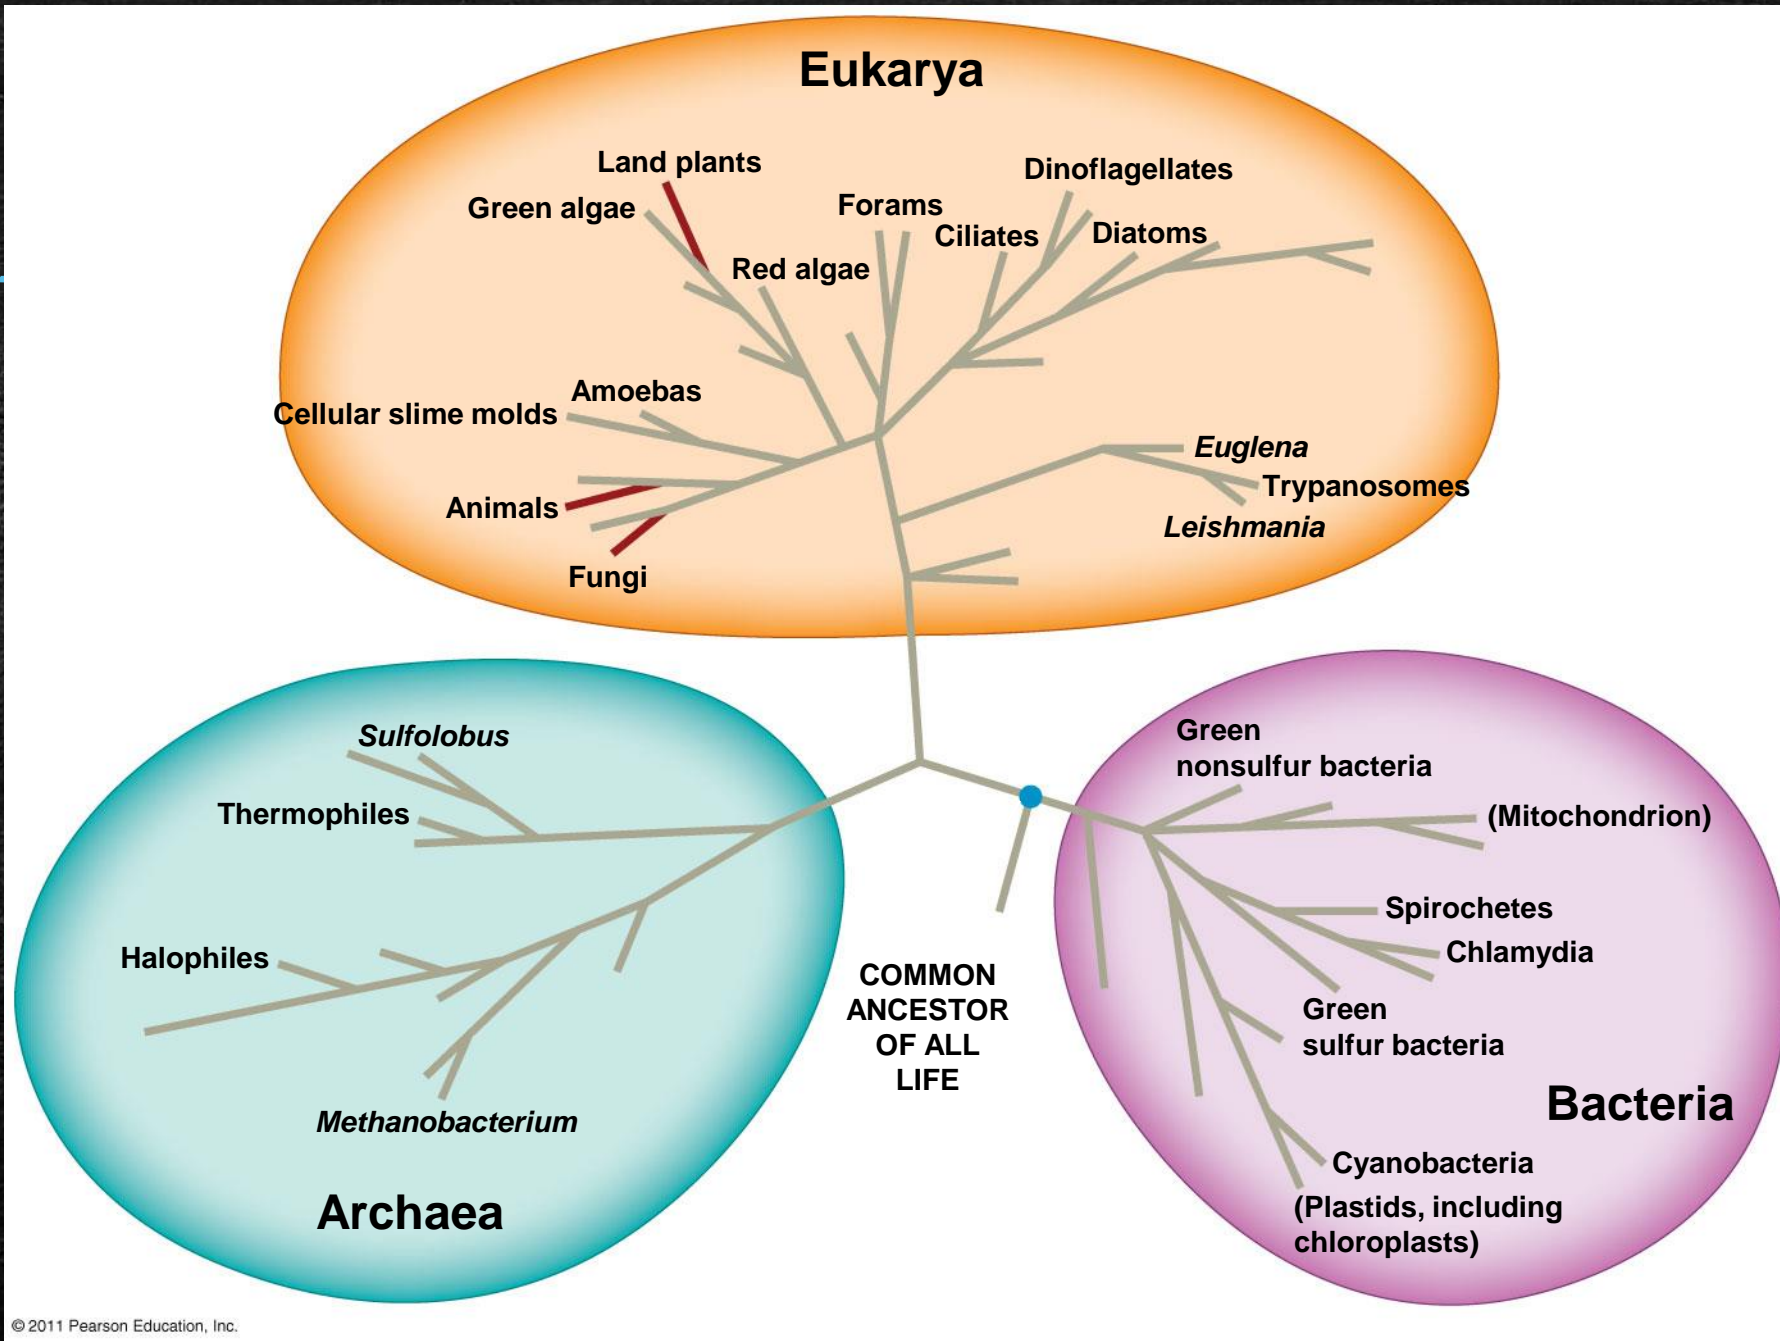 Eukarya
Land plants
Green algae
Red algae
Forams
Ciliates
Dinoflagellates
Diatoms
Amoebas
Cellular slime molds
Animals
Fungi
Euglena
Trypanosomes
Leishmania
Sulfolobus
Thermophiles
Halophiles
Methanobacterium
Archaea
COMMON
ANCESTOR
OF ALL
LIFE
Green
nonsulfur bacteria
(Mitochondrion)
Spirochetes
Chlamydia
Green
sulfur bacteria
Bacteria
Cyanobacteria
(Plastids, including
chloroplasts)
© 2011 Pearson Education, Inc.